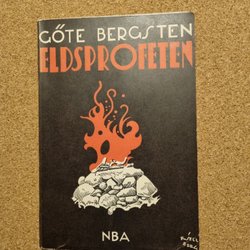 GÖTE BERGSTEN
ELDSPROFETEN
NBA